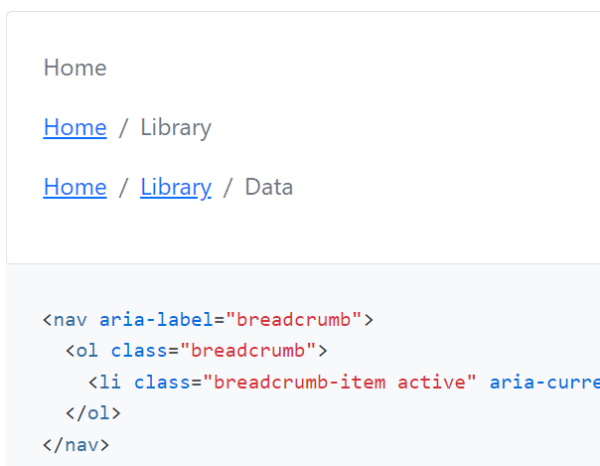 Home
Home / Library
Home / Library / Data
<nav aria-label="breadcrumb">
<ol class="breadcrumb">
<li class="breadcrumb-item active" aria-curre
</ol>
</nav>